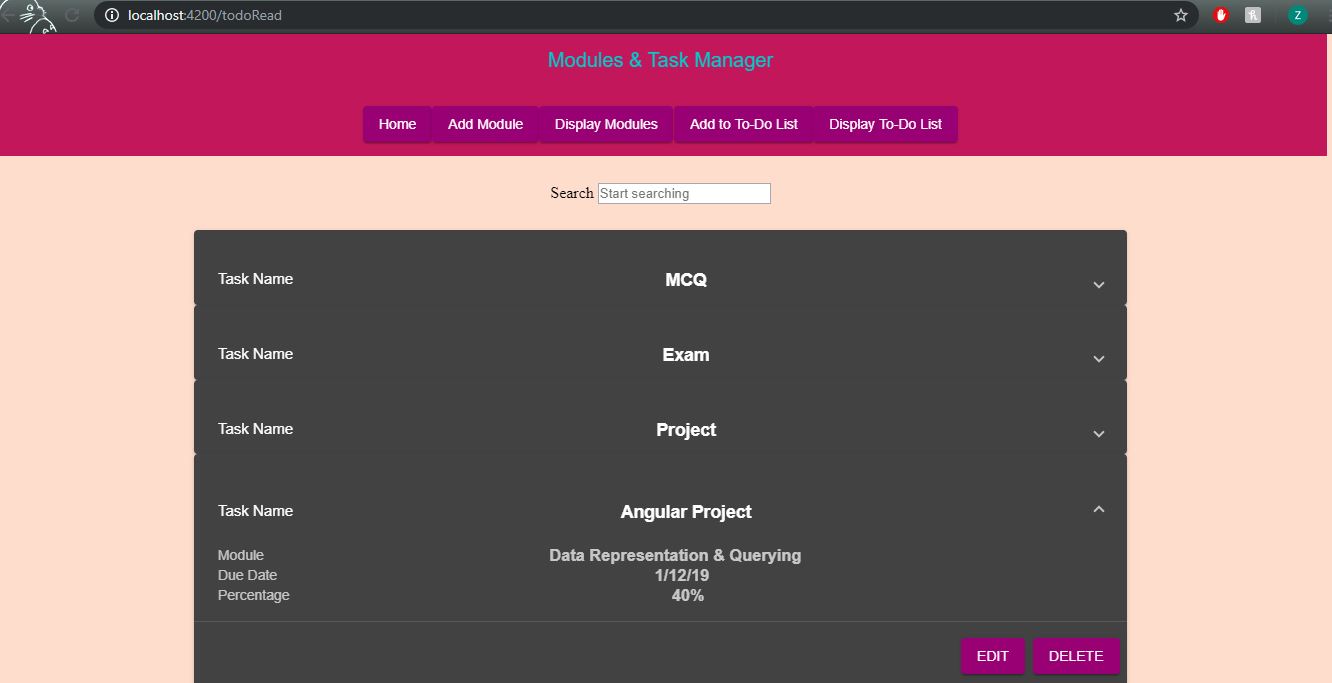 localhost:4200/todoRead
Z
Modules & Task Manager
Home Add Module Display Modules Add to To-Do List Display To-Do List
Search Start searching
Task Name MCQ
Task Name Exam
Task Name Project
Task Name Angular Project
Module Data Representation & Querying
Due Date 1/12/19
Percentage 40%
EDIT DELETE